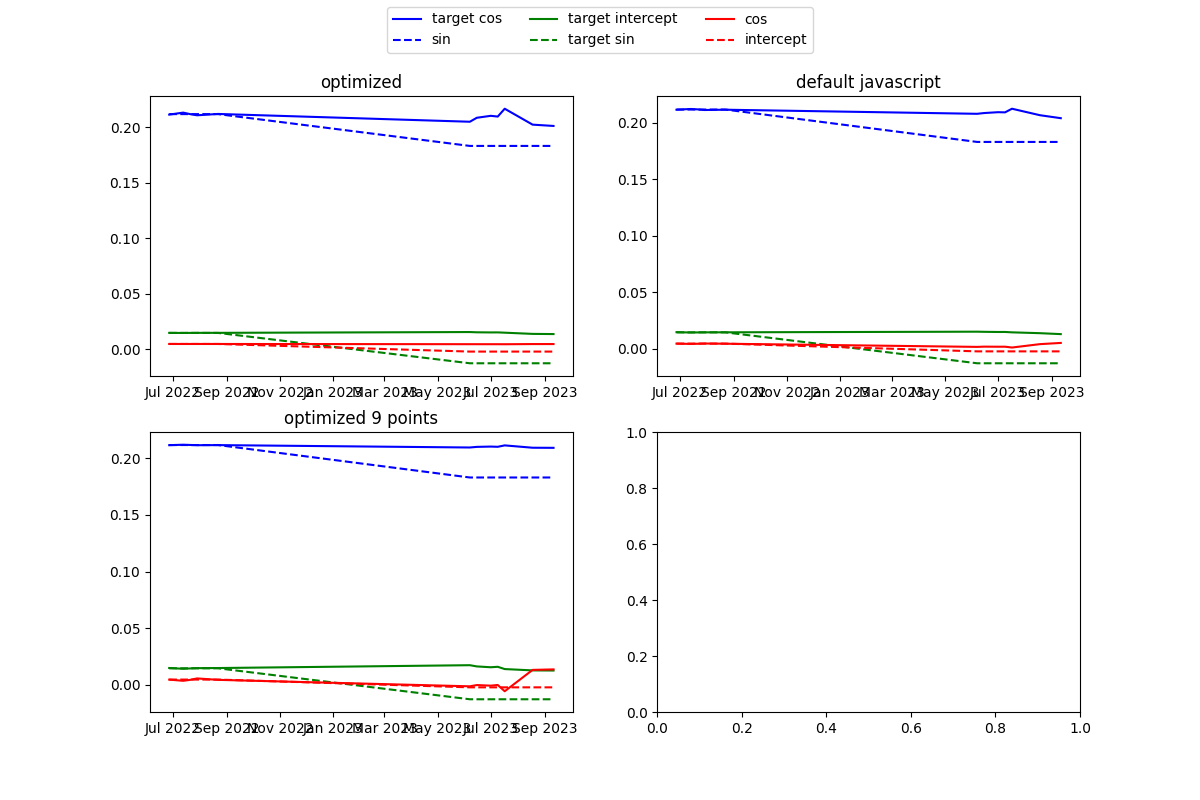 target cos target intercept cos
sin target sin intercept
optimized
default javascript
0.20
0.15
0.10
0.05
0.00
Jul 2022 Sep 2022 Nov 2022 Jan 2023 Mar 2023 May 2023 Jul 2023 Sep 2023
0.20
0.15
0.10
0.05
0.00
Jul 2022 Sep 2022 Nov 2022 Jan 2023 Mar 2023 May 2023 Jul 2023 Sep 2023
optimized 9 points
0.20
0.15
0.10
0.05
0.00
Jul 2022 Sep 2022 Nov 2022 Jan 2023 Mar 2023 May 2023 Jul 2023 Sep 2023
1.0
0.8
0.6
0.4
0.2
0.0
0.0 0.2 0.4 0.6 0.8 1.0